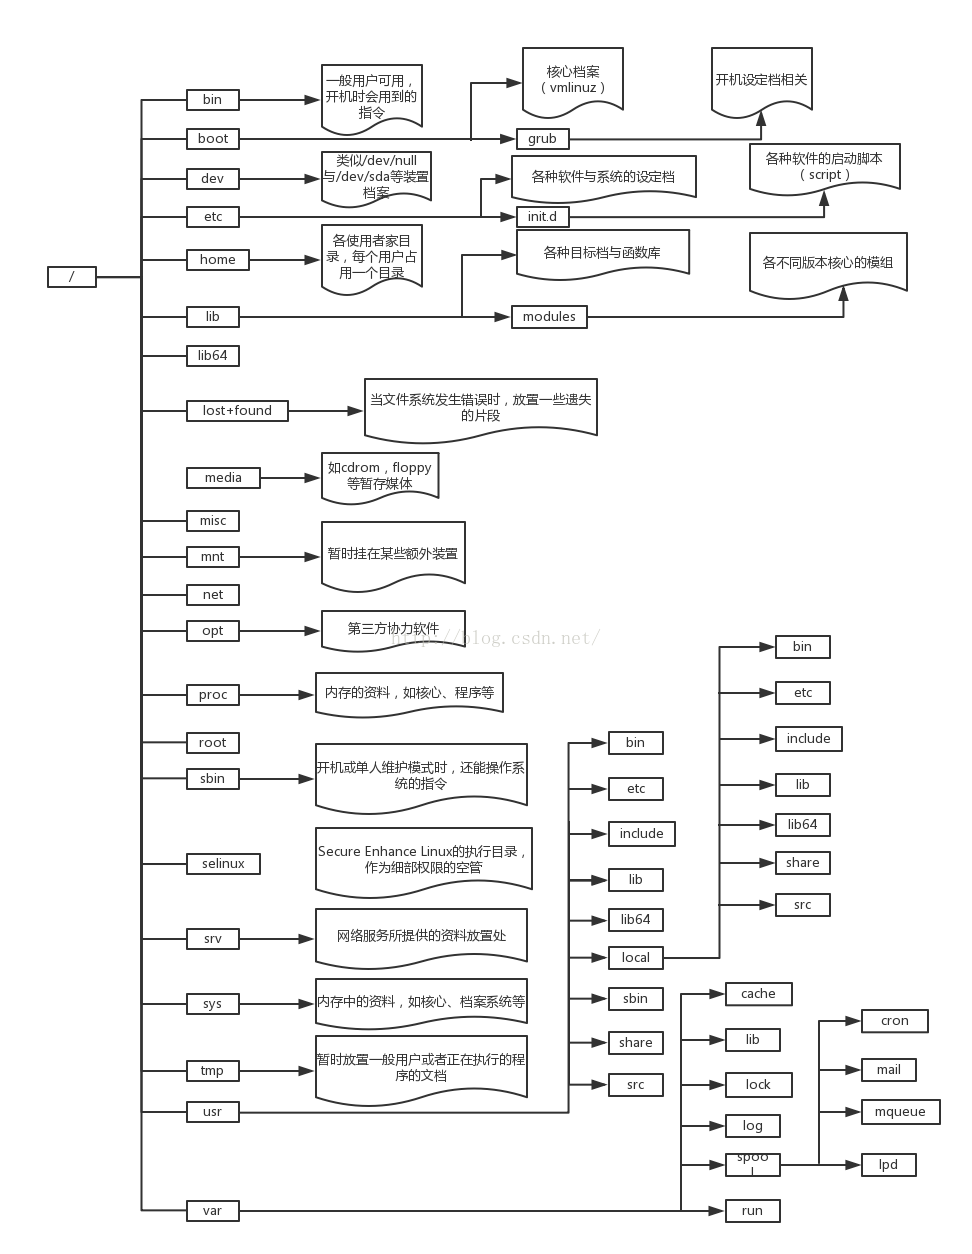 /
bin
一般用户可用，
开机时会用到的
指令
boot
核心档案
（vmlinuz）
grub
开机设定档相关
dev
类似/dev/null
与/dev/sda等装置
档案
etc
各种软件与系统的设定档
init.d
各种软件的启动脚本
（script）
home
各使用者家目
录，每个用户占
用一个目录
lib
各种目标档与函数库
modules
各不同版本核心的模组
lib64
lost+found
当文件系统发生错误时，放置一些遗失
的片段
media
如cdrom，floppy
等暂存媒体
misc
mnt
暂时挂在某些额外装置
net
opt
第三方协力软件
http://blog.csdn.net/
proc
内存的资料，如核心、程序等
root
sbin
开机或单人维护模式时，还能操作系
统的指令
selinux
Secure Enhance Linux的执行目录，
作为细部权限的空管
srv
网络服务所提供的资料放置处
sys
内存中的资料，如核心、档案系统等
tmp
暂时放置一般用户或者正在执行的程
序的文档
usr
bin
etc
include
lib
lib64
local
sbin
share
src
bin
etc
include
lib
lib64
share
src
var
cache
lib
lock
log
spoo
l
run
cron
mail
mqueue
lpd